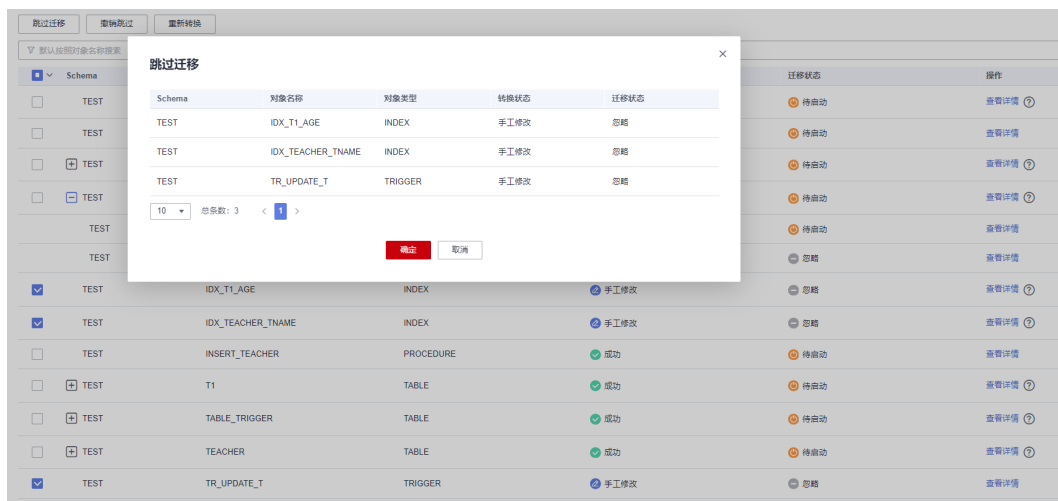 跳过迁移 撤销跳过 重新转换
默认按照对象名称搜索
Schema 迁移状态 操作
TEST 待启动 查看详情
TEST 待启动 查看详情
TEST 待启动 查看详情
TEST 待启动 查看详情
TEST 待启动 查看详情
TEST 忽略 查看详情
跳过迁移
Schema 对象名称 对象类型 转换状态 迁移状态
TEST IDX_T1_AGE INDEX 手工修改 忽略
TEST IDX_TEACHER_TNAME INDEX 手工修改 忽略
TEST TR_UPDATE_T TRIGGER 手工修改 忽略
10 总条数: 3 < 1 >
确定 取消
TEST IDX_T1_AGE INDEX 手工修改 忽略 查看详情
TEST IDX_TEACHER_TNAME INDEX 手工修改 忽略 查看详情
TEST INSERT_TEACHER PROCEDURE 成功 待启动 查看详情
TEST T1 TABLE 成功 待启动 查看详情
TEST TABLE_TRIGGER TABLE 成功 待启动 查看详情
TEST TEACHER TABLE 成功 待启动 查看详情
TEST TR_UPDATE_T TRIGGER 手工修改 忽略 查看详情